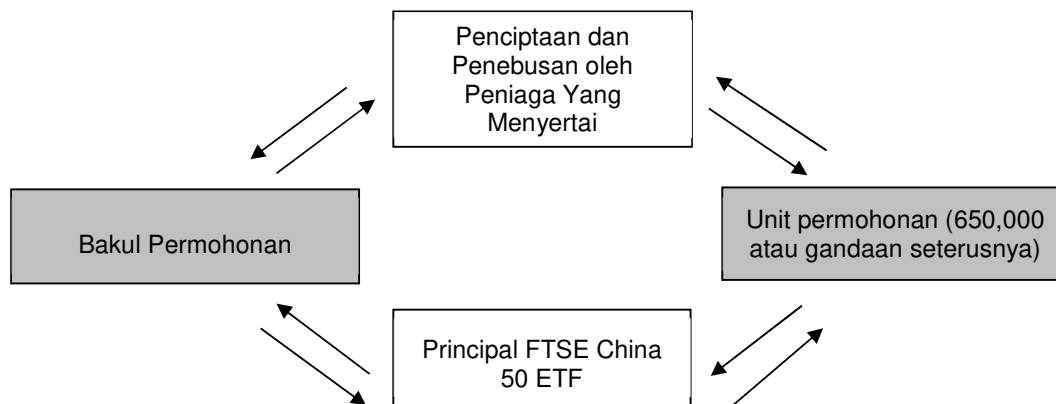 Penciptaan dan
Penebusan oleh
Peniaga Yang
Menyertai
Bakul Permohonan
Unit permohonan (650,000
atau gandaan seterusnya)
Principal FTSE China
50 ETF